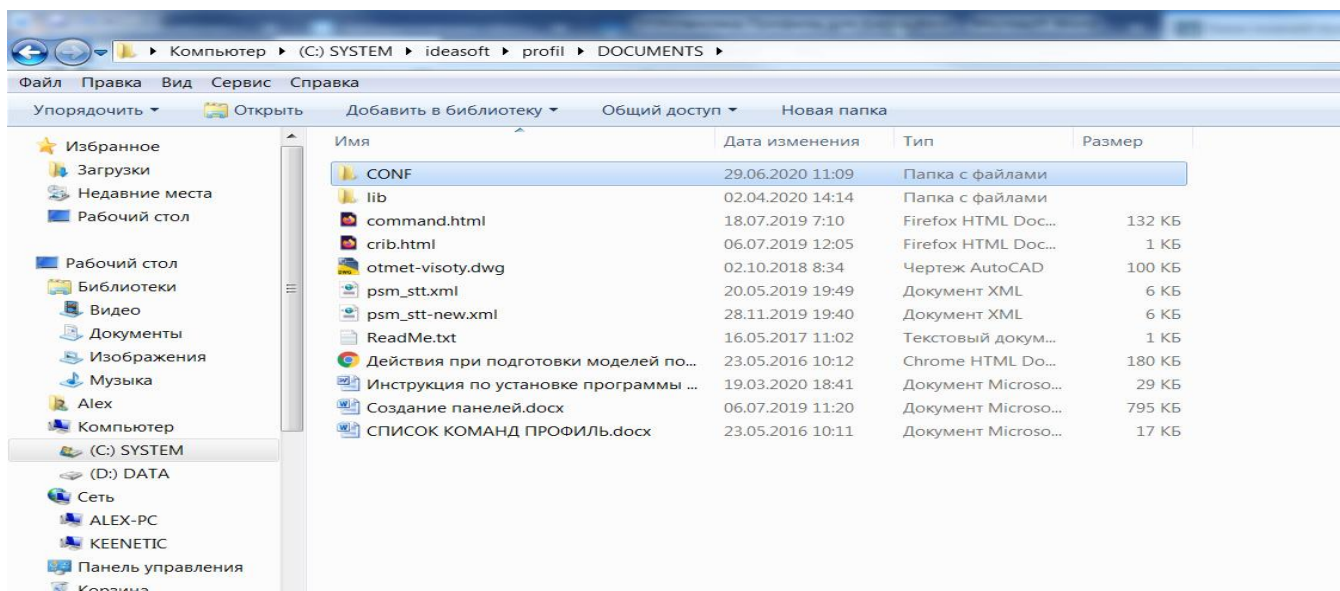 Компьютер ▸ (C:) SYSTEM ▸ ideasoft ▸ profil ▸ DOCUMENTS ▸
Файл Правка Вид Сервис Справка
Упорядочить Открыть Добавить в библиотеку Общий доступ Новая папка
Избранное
Загрузки
Недавние места
Рабочий стол
Рабочий стол
Библиотеки
Видео
Документы
Изображения
Музыка
Alex
Компьютер
(C:) SYSTEM
(D:) DATA
Сеть
ALEX-PC
KEENETIC
Панель управления
Корзина
Имя Дата изменения Тип Размер
CONF 29.06.2020 11:09 Папка с файлами
lib 02.04.2020 14:14 Папка с файлами
command.html 18.07.2019 7:10 Firefox HTML Doc... 132 КБ
crib.html 06.07.2019 12:05 Firefox HTML Doc... 1 КБ
otmet-visoty.dwg 02.10.2018 8:34 Чертеж AutoCAD 100 КБ
psm_stt.xml 20.05.2019 19:49 Документ XML 6 КБ
psm_stt-new.xml 28.11.2019 19:40 Документ XML 6 КБ
ReadMe.txt 16.05.2017 11:02 Текстовый докум... 1 КБ
Действия при подготовки моделей по... 23.05.2016 10:12 Chrome HTML Do... 180 КБ
Инструкция по установке программы ... 19.03.2020 18:41 Документ Microso... 29 КБ
Создание панелей.docx 06.07.2019 11:20 Документ Microso... 795 КБ
СПИСОК КОМАНД ПРОФИЛЬ.docx 23.05.2016 10:11 Документ Microso... 17 КБ